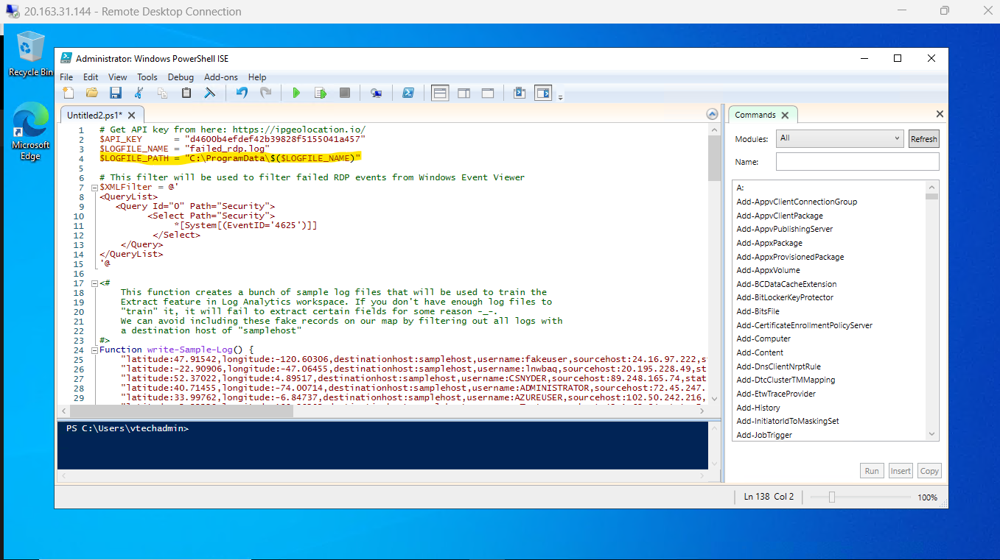 20.163.31.144 - Remote Desktop Connection
Recycle Bin
Microsoft
Edge
Administrator: Windows PowerShell ISE
File Edit View Tools Debug Add-ons Help
Untitled2.ps1*
1 # Get API key from here: https://ipgeolocation.io/
2 $API_KEY = "d4600b4efdef42b39828f5155041a457"
3 $LOGFILE_NAME = "failed_rdp.log"
4 $LOGFILE_PATH = "C:\ProgramData\$($LOGFILE_NAME)"
5
6 # This filter will be used to filter failed RDP events from Windows Event Viewer
7 $XMLFilter = @'
8 <QueryList>
9 <Query Id="0" Path="Security">
10 <Select Path="Security">
11 *[System[(EventID='4625')]]
12 </Select>
13 </Query>
14 </QueryList>
15 '@
16
17 <#
18 This function creates a bunch of sample log files that will be used to train the
19 Extract feature in Log Analytics workspace. If you don't have enough log files to
20 "train" it, it will fail to extract certain fields for some reason -_-.
21 We can avoid including these fake records on our map by filtering out all logs with
22 a destination host of "samplehost"
23 #>
24 Function write-Sample-Log() {
25 "latitude:47.91542,longitude:-120.60306,destinationhost:samplehost,username:fakeuser,sourcehost:24.16.97.222,s
26 "latitude:-22.90906,longitude:-47.06455,destinationhost:samplehost,username:lnwbaq,sourcehost:20.195.228.49,st
27 "latitude:52.37022,longitude:4.89517,destinationhost:samplehost,username:CSNYDER,sourcehost:89.248.165.74,stat
28 "latitude:40.71455,longitude:-74.00714,destinationhost:samplehost,username:ADMINISTRATOR,sourcehost:72.45.247.
29 "latitude:33.99762,longitude:-6.84737,destinationhost:samplehost,username:AZUREUSER,sourcehost:102.50.242.216,
PS C:\Users\vtechadmin>
Commands
Modules: All Refresh
Name:
A:
Add-AppvClientConnectionGroup
Add-AppvClientPackage
Add-AppvPublishingServer
Add-AppxPackage
Add-AppxProvisionedPackage
Add-AppxVolume
Add-BCDataCacheExtension
Add-BitLockerKeyProtector
Add-BitsFile
Add-CertificateEnrollmentPolicyServer
Add-Computer
Add-Content
Add-DnsClientNrptRule
Add-DtcClusterTMMapping
Add-EtwTraceProvider
Add-History
Add-InitiatorIdToMaskingSet
Add-JobTrigger
Run Insert Copy
Ln 138 Col 2 100%